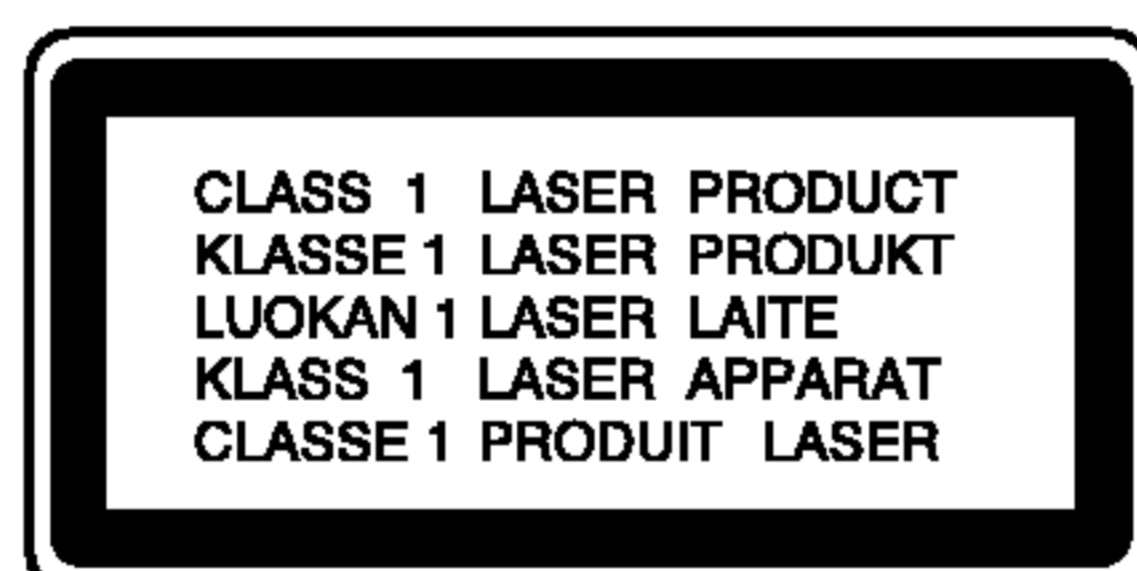 CLASS 1 LASER PRODUCT
KLASSE 1 LASER PRODUKT
LUOKAN 1 LASER LAITE
KLASS 1 LASER APPARAT
CLASSE 1 PRODUIT LASER